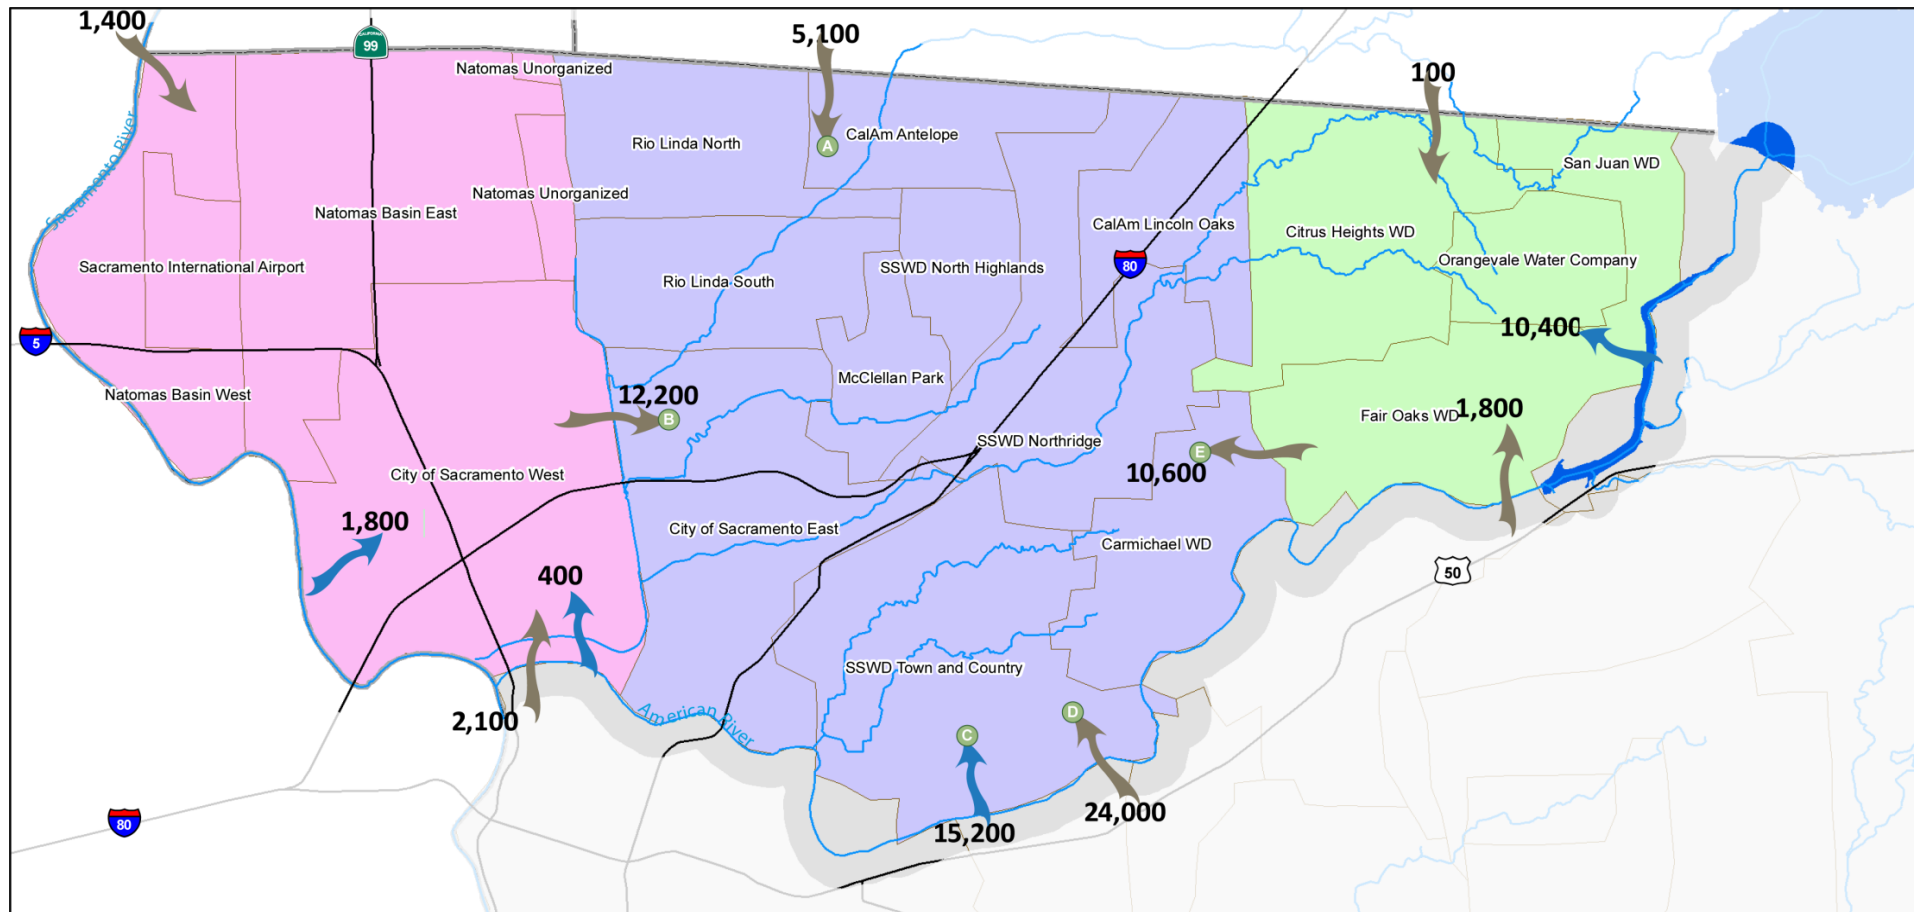 1,400
CALIFORNIA
99
5,100
100
Natomas Unorganized
Rio Linda North
A
CalAm Antelope
San Juan WD
Sacramento River
Natomas Unorganized
Natomas Basin East
CalAm Lincoln Oaks
Citrus Heights WD
Sacramento International Airport
SSWD North Highlands
80
Orangevale Water Company
Rio Linda South
5
10,400
McClellan Park
Natomas Basin West
12,200
B
Fair Oaks WD
1,800
SSWD Northridge
E
City of Sacramento West
10,600
1,800
City of Sacramento East
Carmichael WD
50
400
SSWD Town and Country
2,100
American River
D
C
80
15,200
24,000